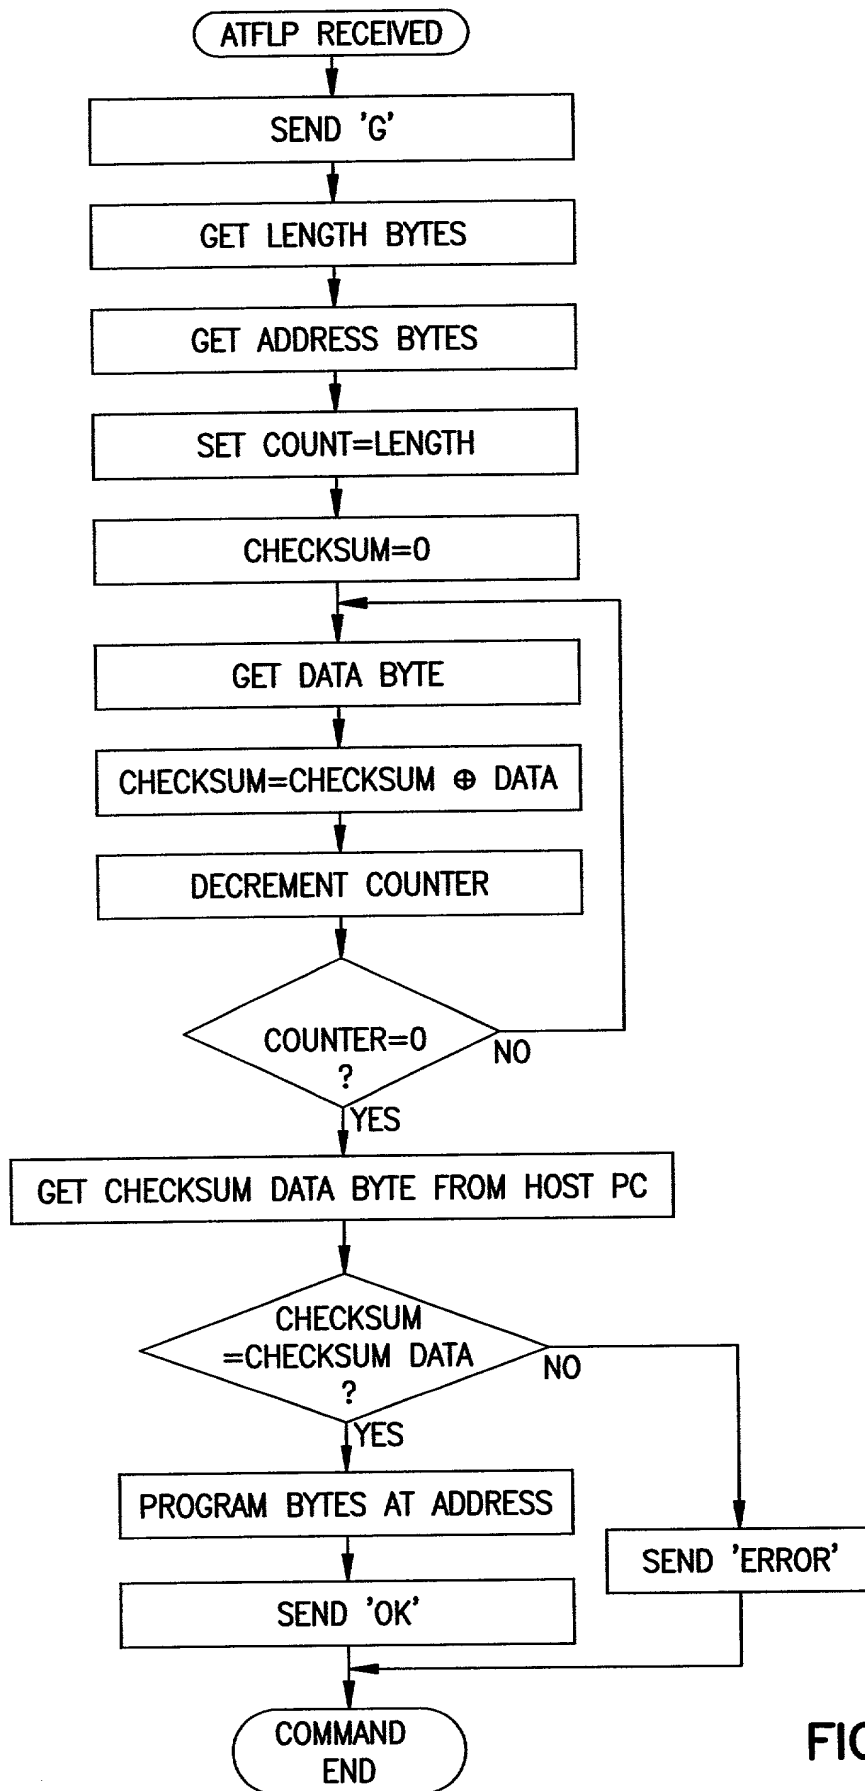 ATFLP RECEIVED
SEND 'G'
GET LENGTH BYTES
GET ADDRESS BYTES
SET COUNT=LENGTH
CHECKSUM=0
GET DATA BYTE
CHECKSUM=CHECKSUM ⊕ DATA
DECREMENT COUNTER
COUNTER=0
?
NO
YES
GET CHECKSUM DATA BYTE FROM HOST PC
CHECKSUM
=CHECKSUM DATA
?
NO
YES
PROGRAM BYTES AT ADDRESS
SEND 'ERROR'
SEND 'OK'
COMMAND
END